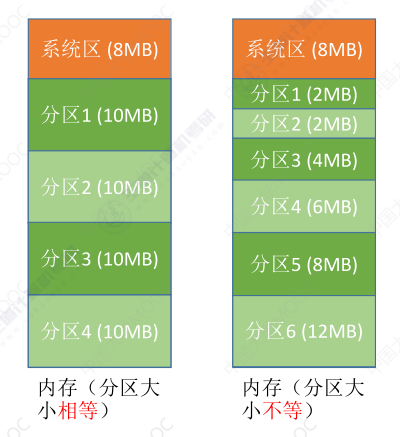 系统区 (8MB)
分区1 (10MB)
分区2 (10MB)
分区3 (10MB)
分区4 (10MB)
内存（分区大
小相等）
系统区 (8MB)
分区1 (2MB)
分区2 (2MB)
分区3 (4MB)
分区4 (6MB)
分区5 (8MB)
分区6 (12MB)
内存（分区大
小不等）